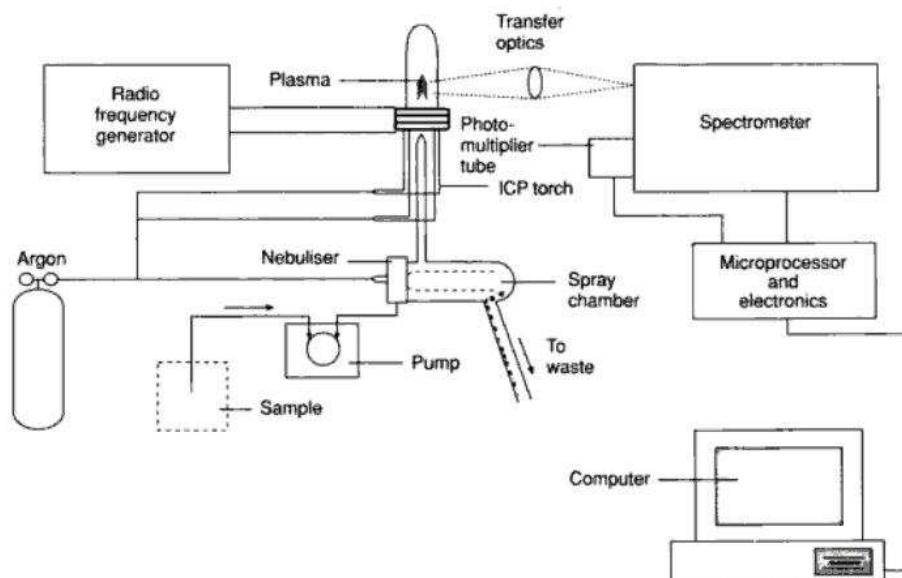 Transfer
optics
Plasma
Radio
frequency
generator
Spectrometer
Photo-
multiplier
tube
ICP torch
Argon
Nebuliser
Microprocessor
and
electronics
Spray
chamber
To
waste
Pump
Sample
Computer